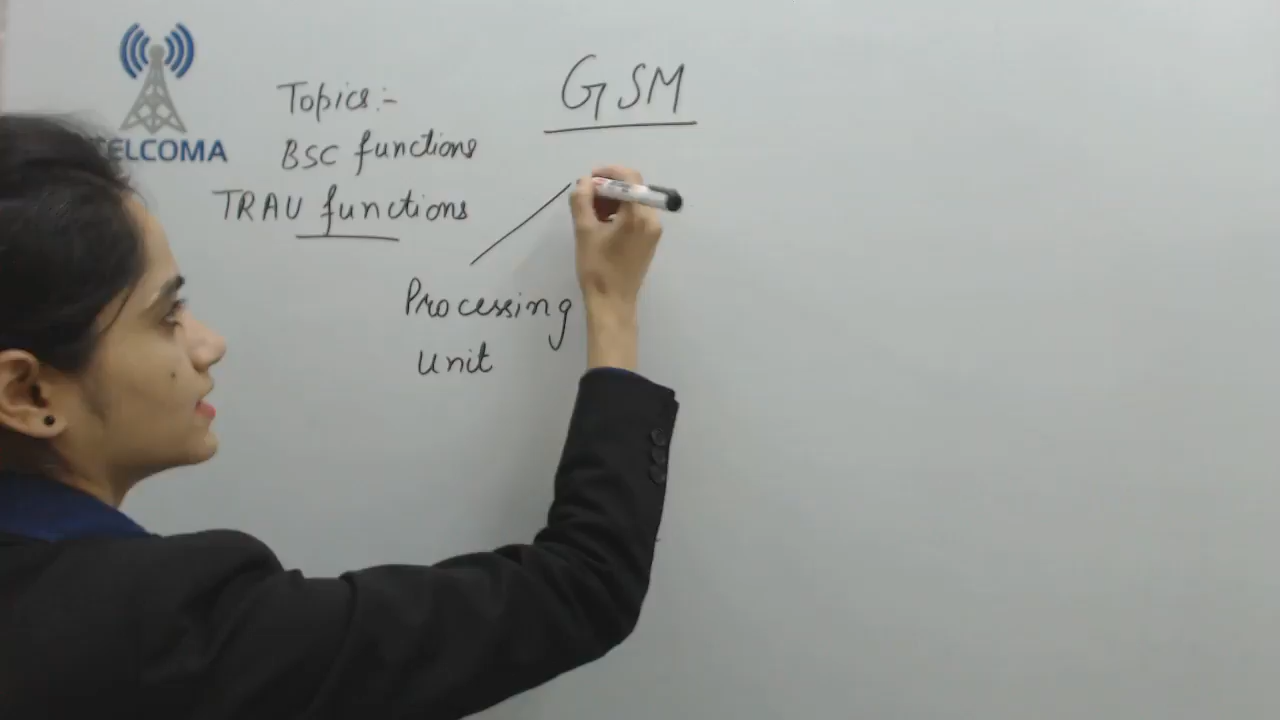 TELCOMA
Topics:-
BSC functions
TRAU functions
GSM
Processing
Unit